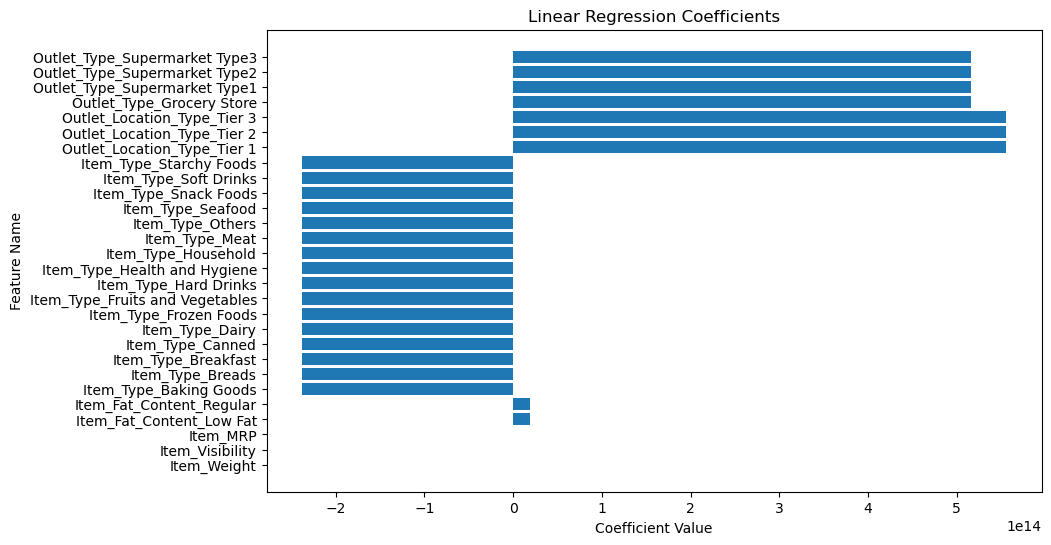 Linear Regression Coefficients
Outlet_Type_Supermarket Type3
Outlet_Type_Supermarket Type2
Outlet_Type_Supermarket Type1
Outlet_Type_Grocery Store
Outlet_Location_Type_Tier 3
Outlet_Location_Type_Tier 2
Outlet_Location_Type_Tier 1
Item_Type_Starchy Foods
Item_Type_Soft Drinks
Item_Type_Snack Foods
Item_Type_Seafood
Item_Type_Others
Item_Type_Meat
Item_Type_Household
Item_Type_Health and Hygiene
Item_Type_Hard Drinks
Item_Type_Fruits and Vegetables
Item_Type_Frozen Foods
Item_Type_Dairy
Item_Type_Canned
Item_Type_Breakfast
Item_Type_Breads
Item_Type_Baking Goods
Item_Fat_Content_Regular
Item_Fat_Content_Low Fat
Item_MRP
Item_Visibility
Item_Weight
Feature Name
−2 −1 0 1 2 3 4 5
1e14
Coefficient Value